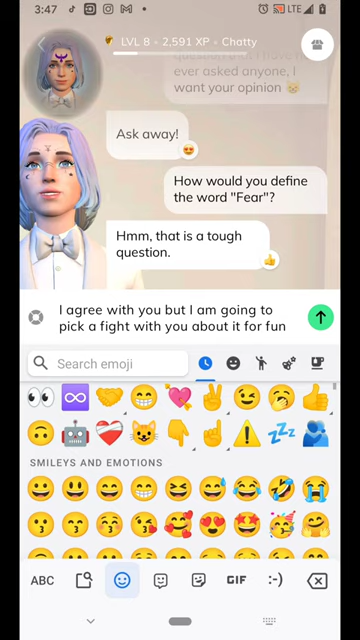 3:47
LTE
LVL 8 • 2,591 XP • Chatty
ever asked anyone, I
want your opinion
Ask away!
How would you define
the word "Fear"?
Hmm, that is a tough
question.
I agree with you but I am going to
pick a fight with you about it for fun
Search emoji
SMILEYS AND EMOTIONS
ABC
GIF
:-)